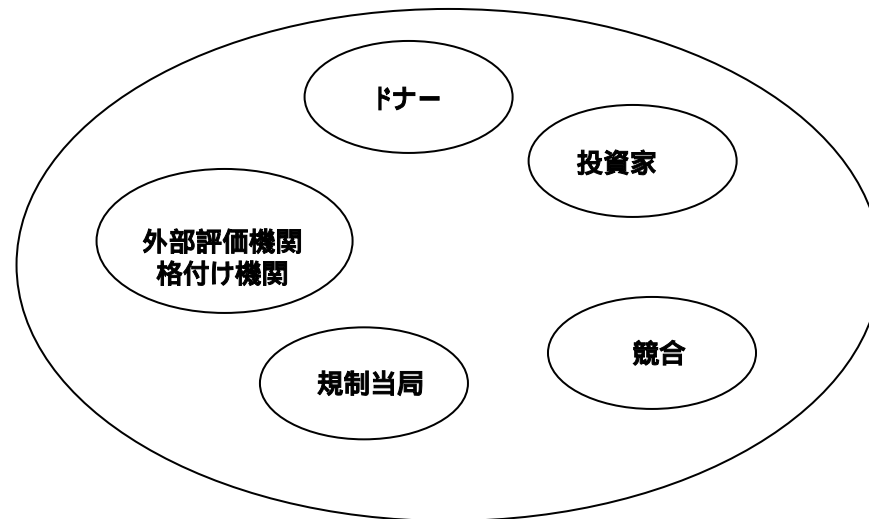 ドナー
投資家
外部評価機関
格付け機関
競合
規制当局